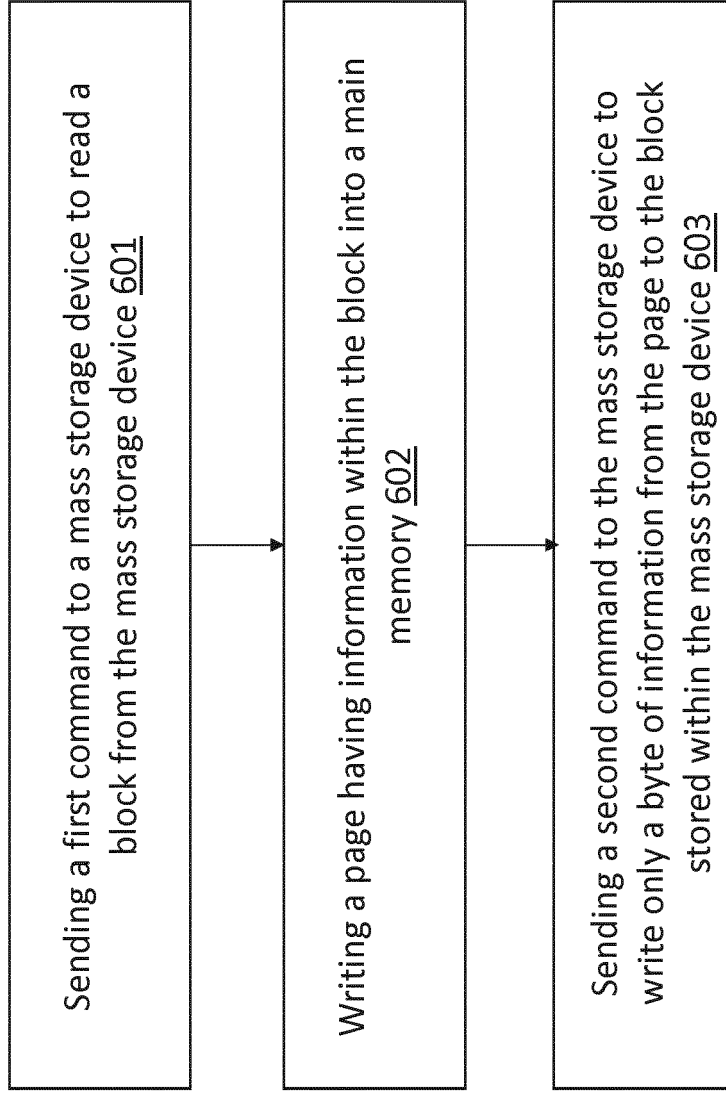 Sending a first command to a mass storage device to read a
block from the mass storage device 601
Writing a page having information within the block into a main
memory 602
Sending a second command to the mass storage device to
write only a byte of information from the page to the block
stored within the mass storage device 603